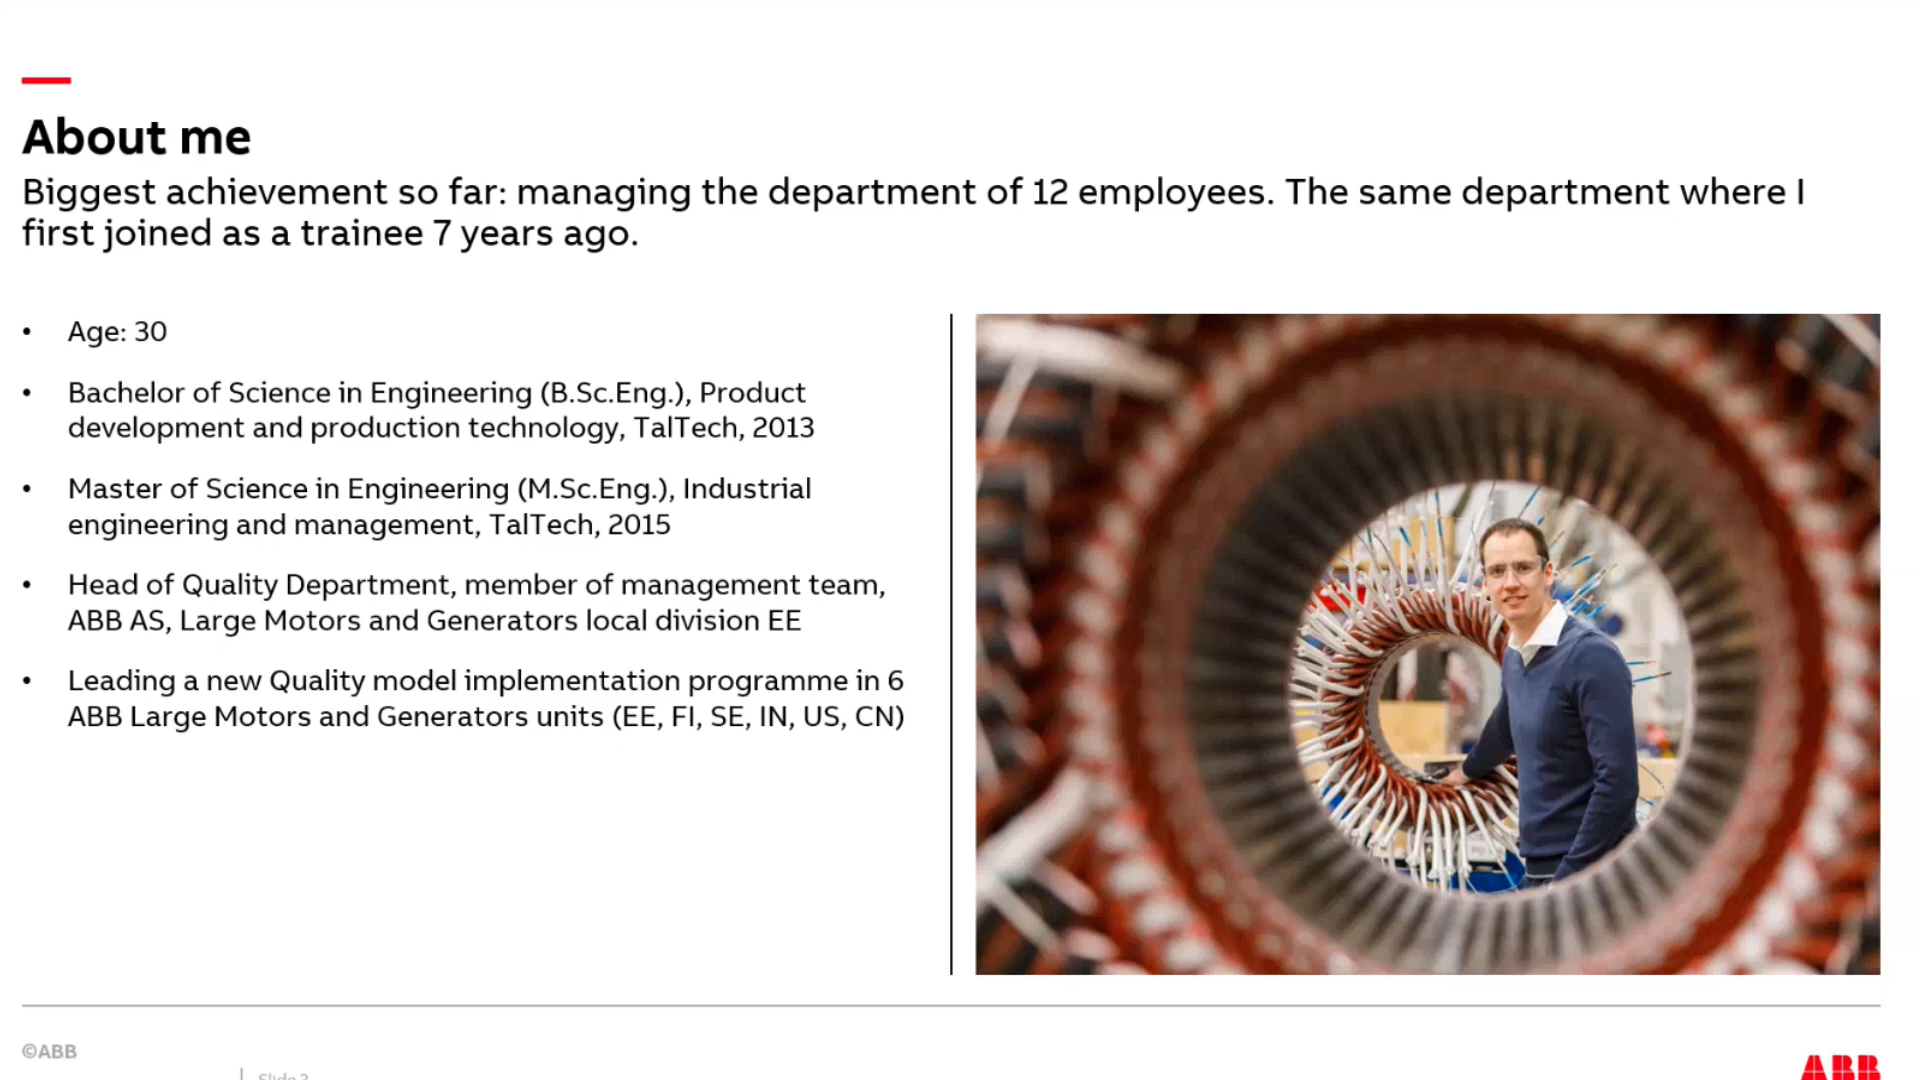 About me
Biggest achievement so far: managing the department of 12 employees. The same department where I
first joined as a trainee 7 years ago.
• Age: 30
• Bachelor of Science in Engineering (B.Sc.Eng.), Product
development and production technology, TalTech, 2013
• Master of Science in Engineering (M.Sc.Eng.), Industrial
engineering and management, TalTech, 2015
• Head of Quality Department, member of management team,
ABB AS, Large Motors and Generators local division EE
• Leading a new Quality model implementation programme in 6
ABB Large Motors and Generators units (EE, FI, SE, IN, US, CN)
©ABB
Slide
ABB